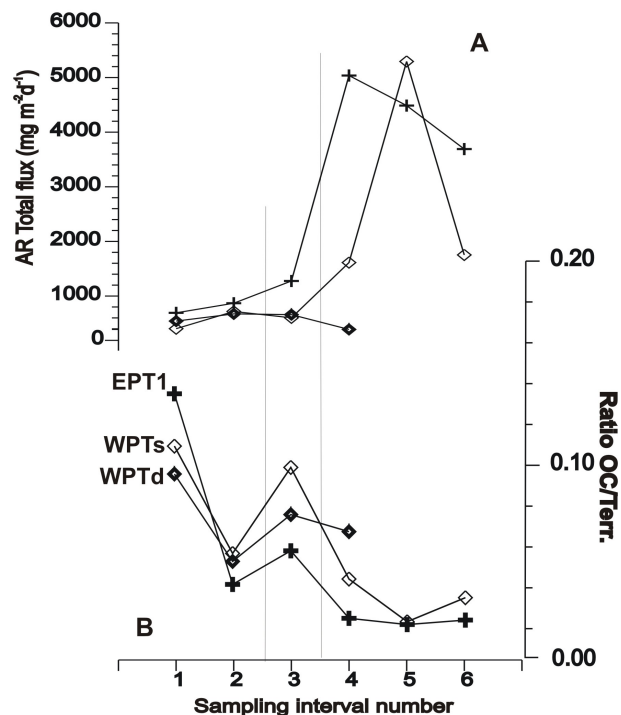 6000
A
5000
4000
3000
2000
1000
0
AR Total flux (mg m⁻²d⁻¹)
0.20
0.10
0.00
Ratio OC/Terr.
EPT1
WPTs
WPTd
B
1 2 3 4 5 6
Sampling interval number